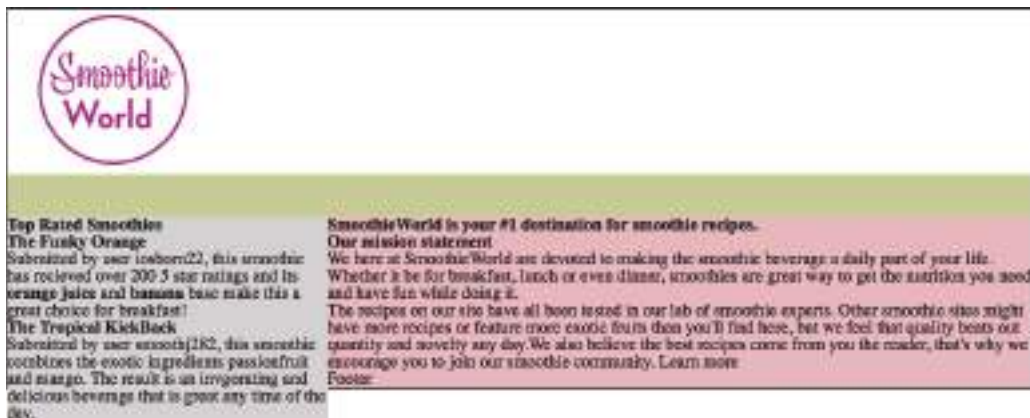 Smoothie
World
Top Rated Smoothies
The Funky Orange
Submitted by user this smoothie
has recieved over 200 5 star ratings and its
orange juice and banana base make this a
great choice for breakfast!
The Tropical KickBack
Submitted by user smoothj282, this smoothie
combines the exotic ingredients passionfruit
and mango. The result is an invgorating and
delicious beverage that is great any time of the
day.
SmoothieWorld is your #1 destination for smoothie recipes.
Our mission statement
We here at SmoothieWorld are devoted to making the smoothie beverage a daily part of your life.
Whether it be for breakfast, lunch or even dinner, smoothies are great way to get the nutrition you need
and have fun while doing it.
The recipes on our site have all been tested in our lab of smoothie experts. Other smoothie sites might
have more recipes or feature more exotic fruits than you'll find here, but we feel that quality beats out
quantity and novelty any day. We also believe the best recipes come from you the reader, that's why we
encourage you to join our smoothie community. Learn more
Footer